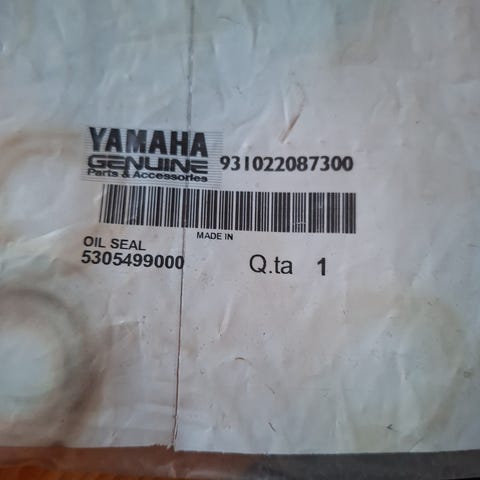 YAMAHA
GENUINE
Parts & Accessories
931022087300
MADE IN
OIL SEAL
5305499000
Q.ta 1